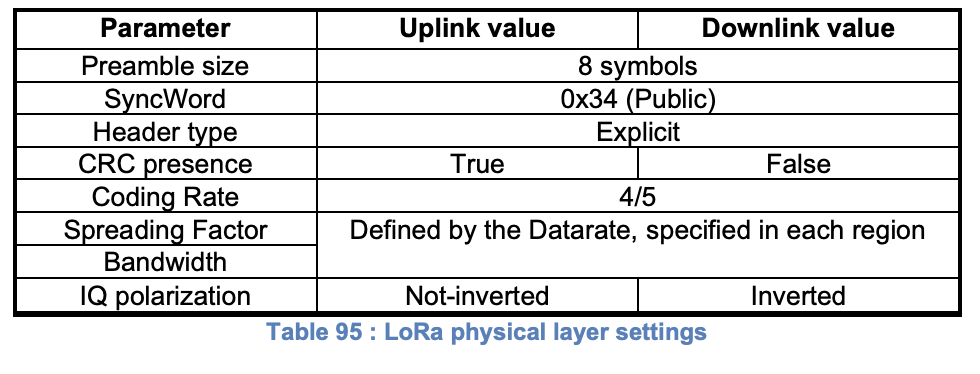 Parameter Uplink value Downlink value
Preamble size 8 symbols
SyncWord 0x34 (Public)
Header type Explicit
CRC presence True False
Coding Rate 4/5
Spreading Factor Defined by the Datarate, specified in each region
Bandwidth
IQ polarization Not-inverted Inverted
Table 95 : LoRa physical layer settings